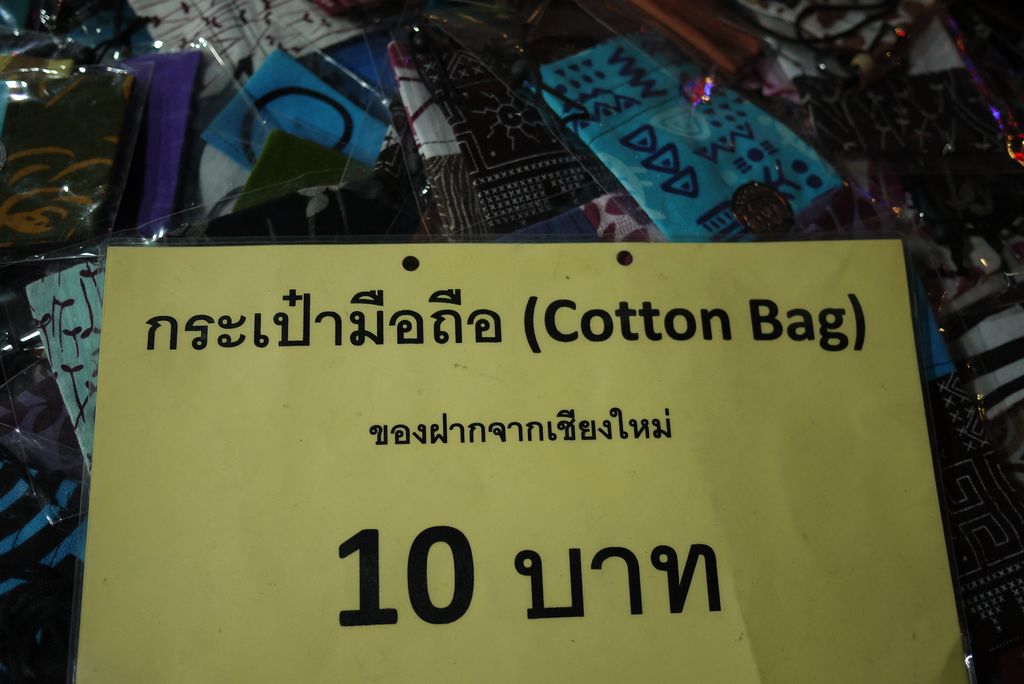 กระเป๋ามือถือ (Cotton Bag)
ของฝากจากเชียงใหม่
10 บาท